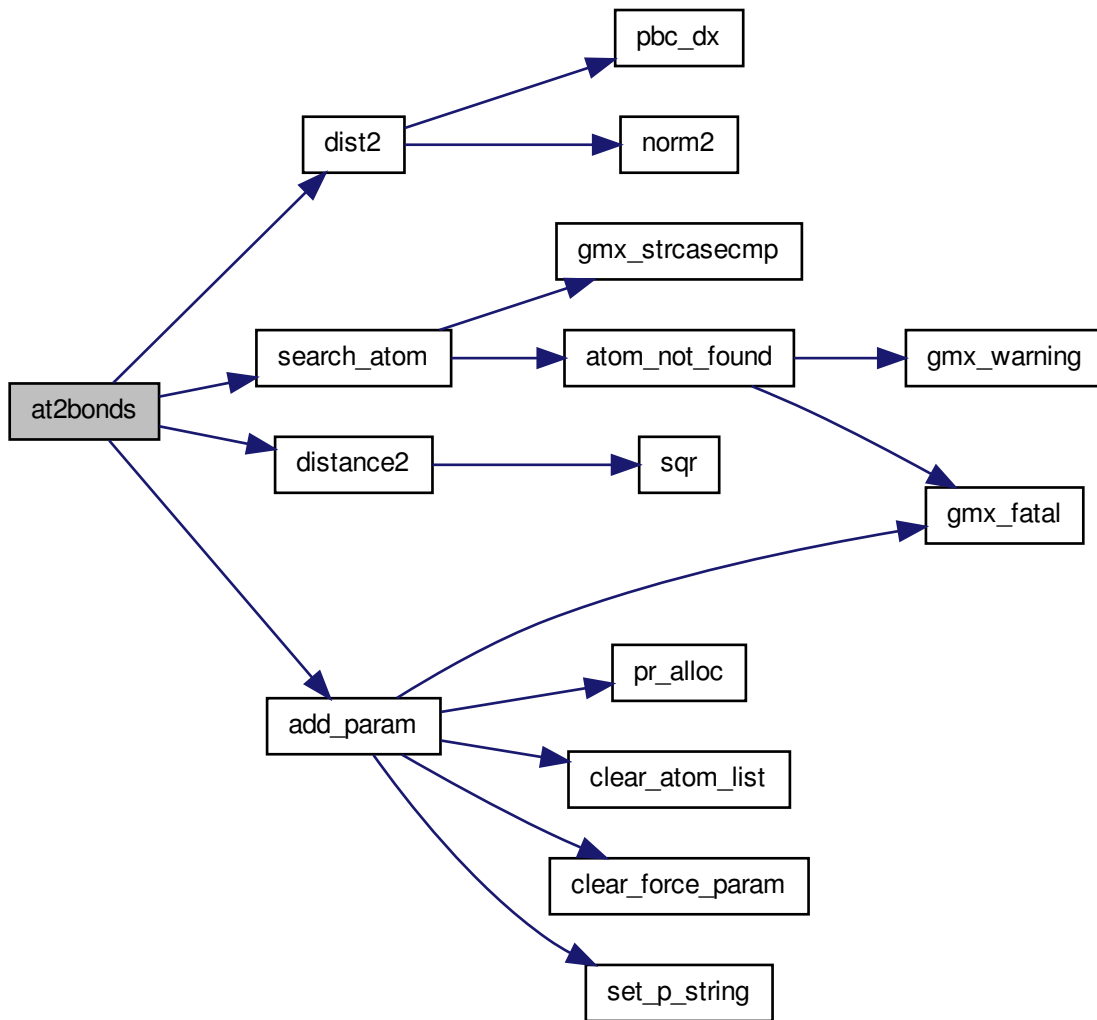 pbc_dx
dist2
norm2
gmx_strcasecmp
search_atom
atom_not_found
gmx_warning
at2bonds
distance2
sqr
gmx_fatal
pr_alloc
add_param
clear_atom_list
clear_force_param
set_p_string